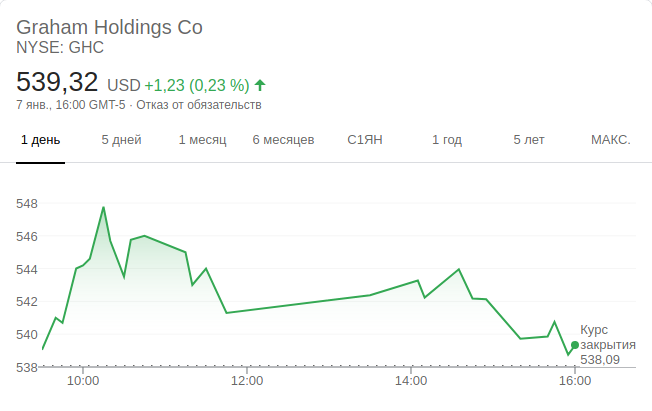 Graham Holdings Co
NYSE: GHC
539,32 USD +1,23 (0,23 %)
7 янв., 16:00 GMT-5 · Отказ от обязательств
1 день 5 дней 1 месяц 6 месяцев С1ЯН 1 год 5 лет МАКС.
548
546
544
542
540
538
Курс
закрытия
538,09
10:00 12:00 14:00 16:00